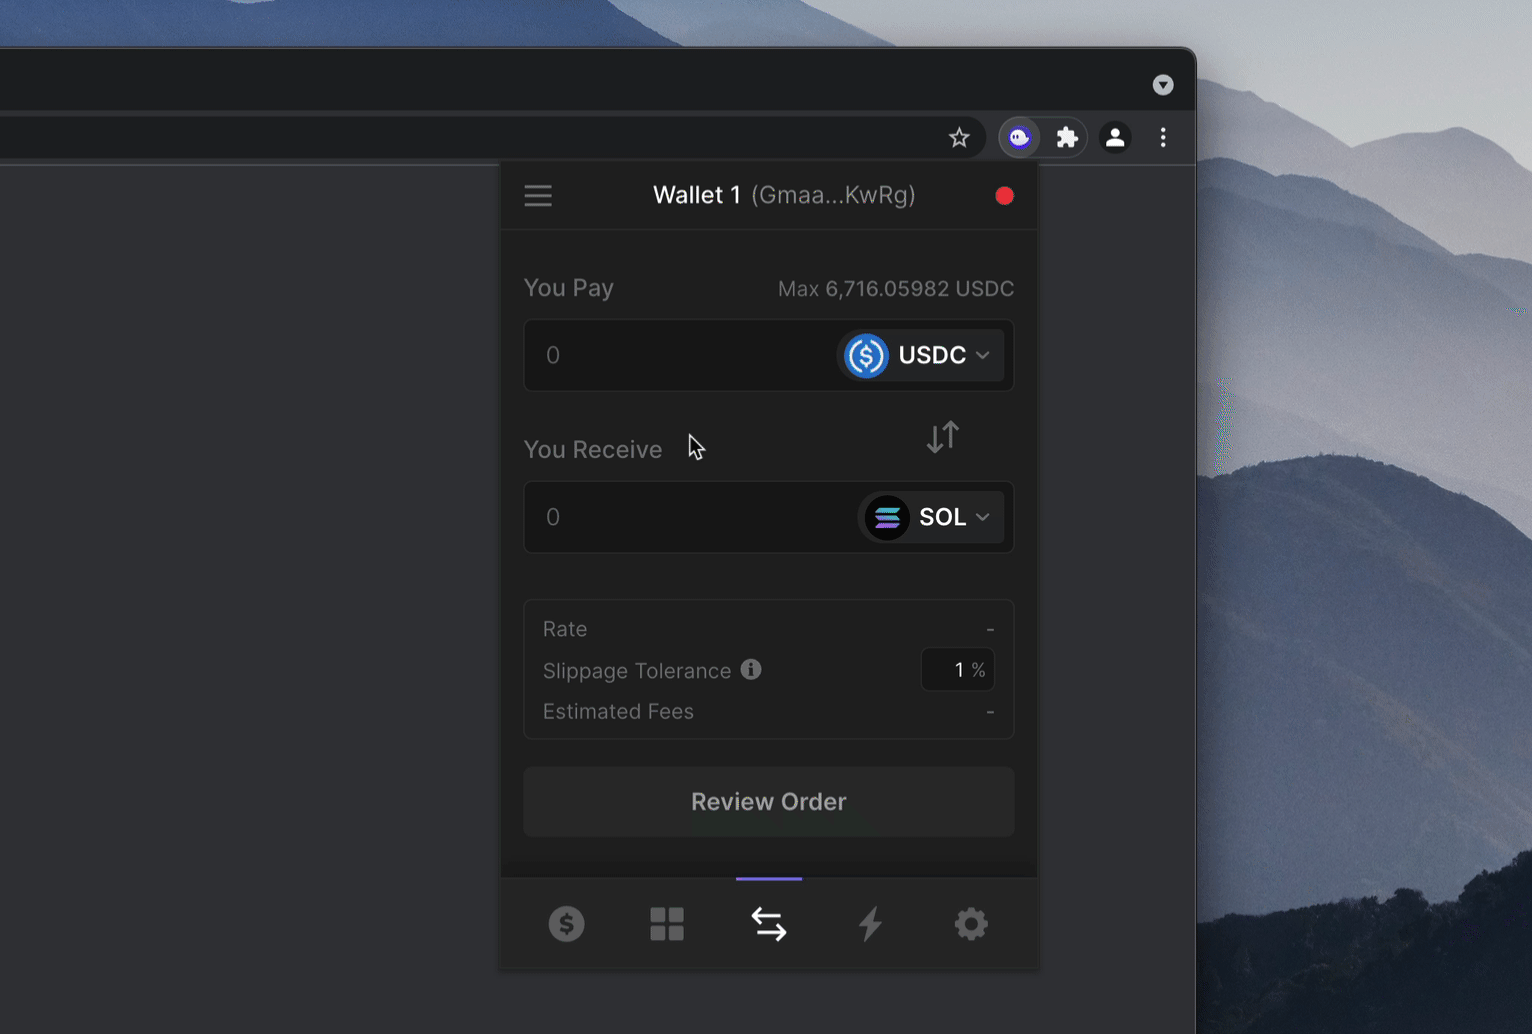 Wallet 1 (Gmaa...KwRg)
You Pay
Max 6,716.05982 USDC
0
USDC
You Receive
0
SOL
Rate -
Slippage Tolerance
1 %
Estimated Fees -
Review Order